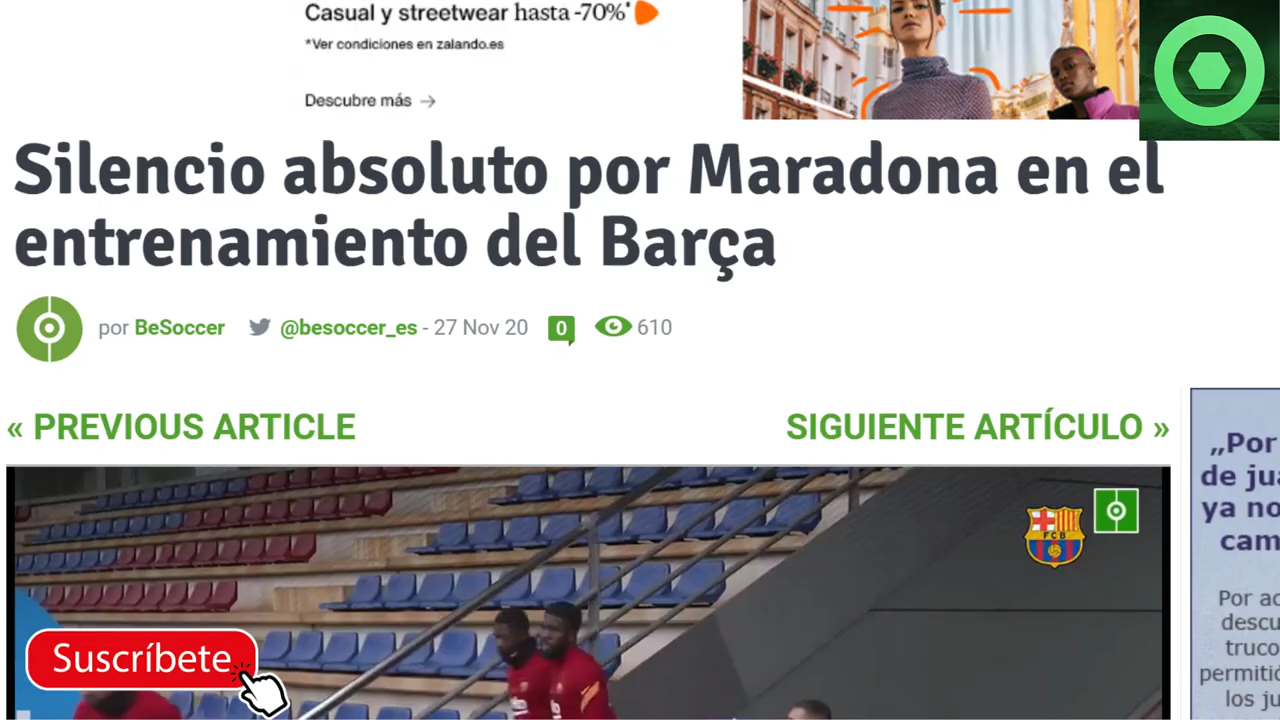 Casual y streetwear hasta -70%*
*Ver condiciones en zalando.es
Descubre más →
Silencio absoluto por Maradona en el
entrenamiento del Barça
por BeSoccer @besoccer_es - 27 Nov 20 0 610
« PREVIOUS ARTICLE
SIGUIENTE ARTÍCULO »
„Por
de jua
ya no
cam
FCB
Por ac
descu
truco
permitió
los ju
Suscríbete